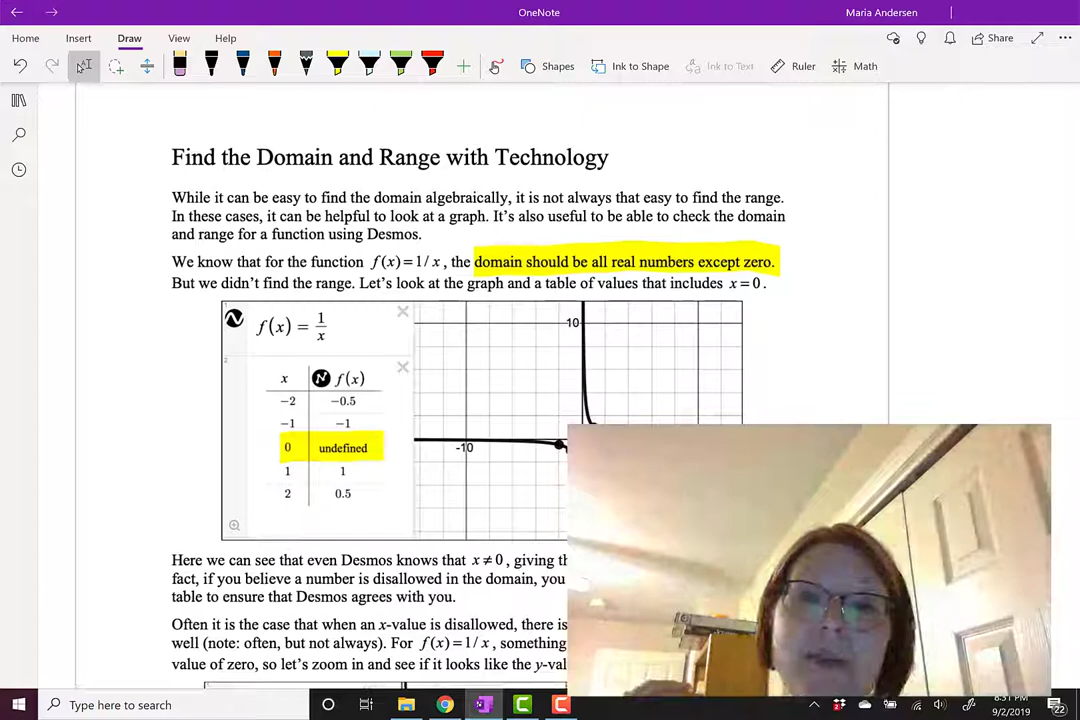 OneNote
Maria Andersen
Home Insert Draw View Help
Share
Shapes Ink to Shape Ink to Text Ruler Math
Find the Domain and Range with Technology
While it can be easy to find the domain algebraically, it is not always that easy to find the range.
In these cases, it can be helpful to look at a graph. It's also useful to be able to check the domain
and range for a function using Desmos.
We know that for the function f(x)=1/x, the domain should be all real numbers except zero.
But we didn't find the range. Let's look at the graph and a table of values that includes x=0.
1
f(x) = 1/x
2
x f(x)
-2 -0.5
-1 -1
0 undefined
1 1
2 0.5
10
-10
Here we can see that even Desmos knows that x≠0, giving
fact, if you believe a number is disallowed in the domain, you
table to ensure that Desmos agrees with you.
Often it is the case that when an x-value is disallowed, there is
well (note: often, but not always). For f(x)=1/x, something
value of zero, so let's zoom in and see if it looks like the y-val
Type here to search
9/2/2019
22